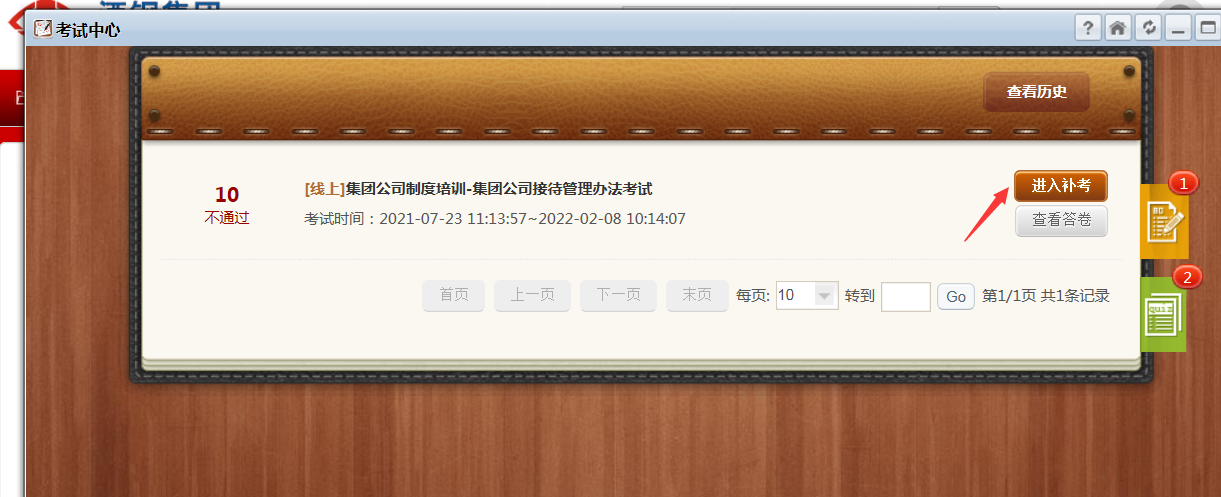 考试中心
?
查看历史
10
不通过
[线上]集团公司制度培训-集团公司接待管理办法考试
考试时间：2021-07-23 11:13:57~2022-02-08 10:14:07
进入补考
查看答卷
1
2
首页 上一页 下一页 末页 每页: 10 转到 Go 第1/1页 共1条记录